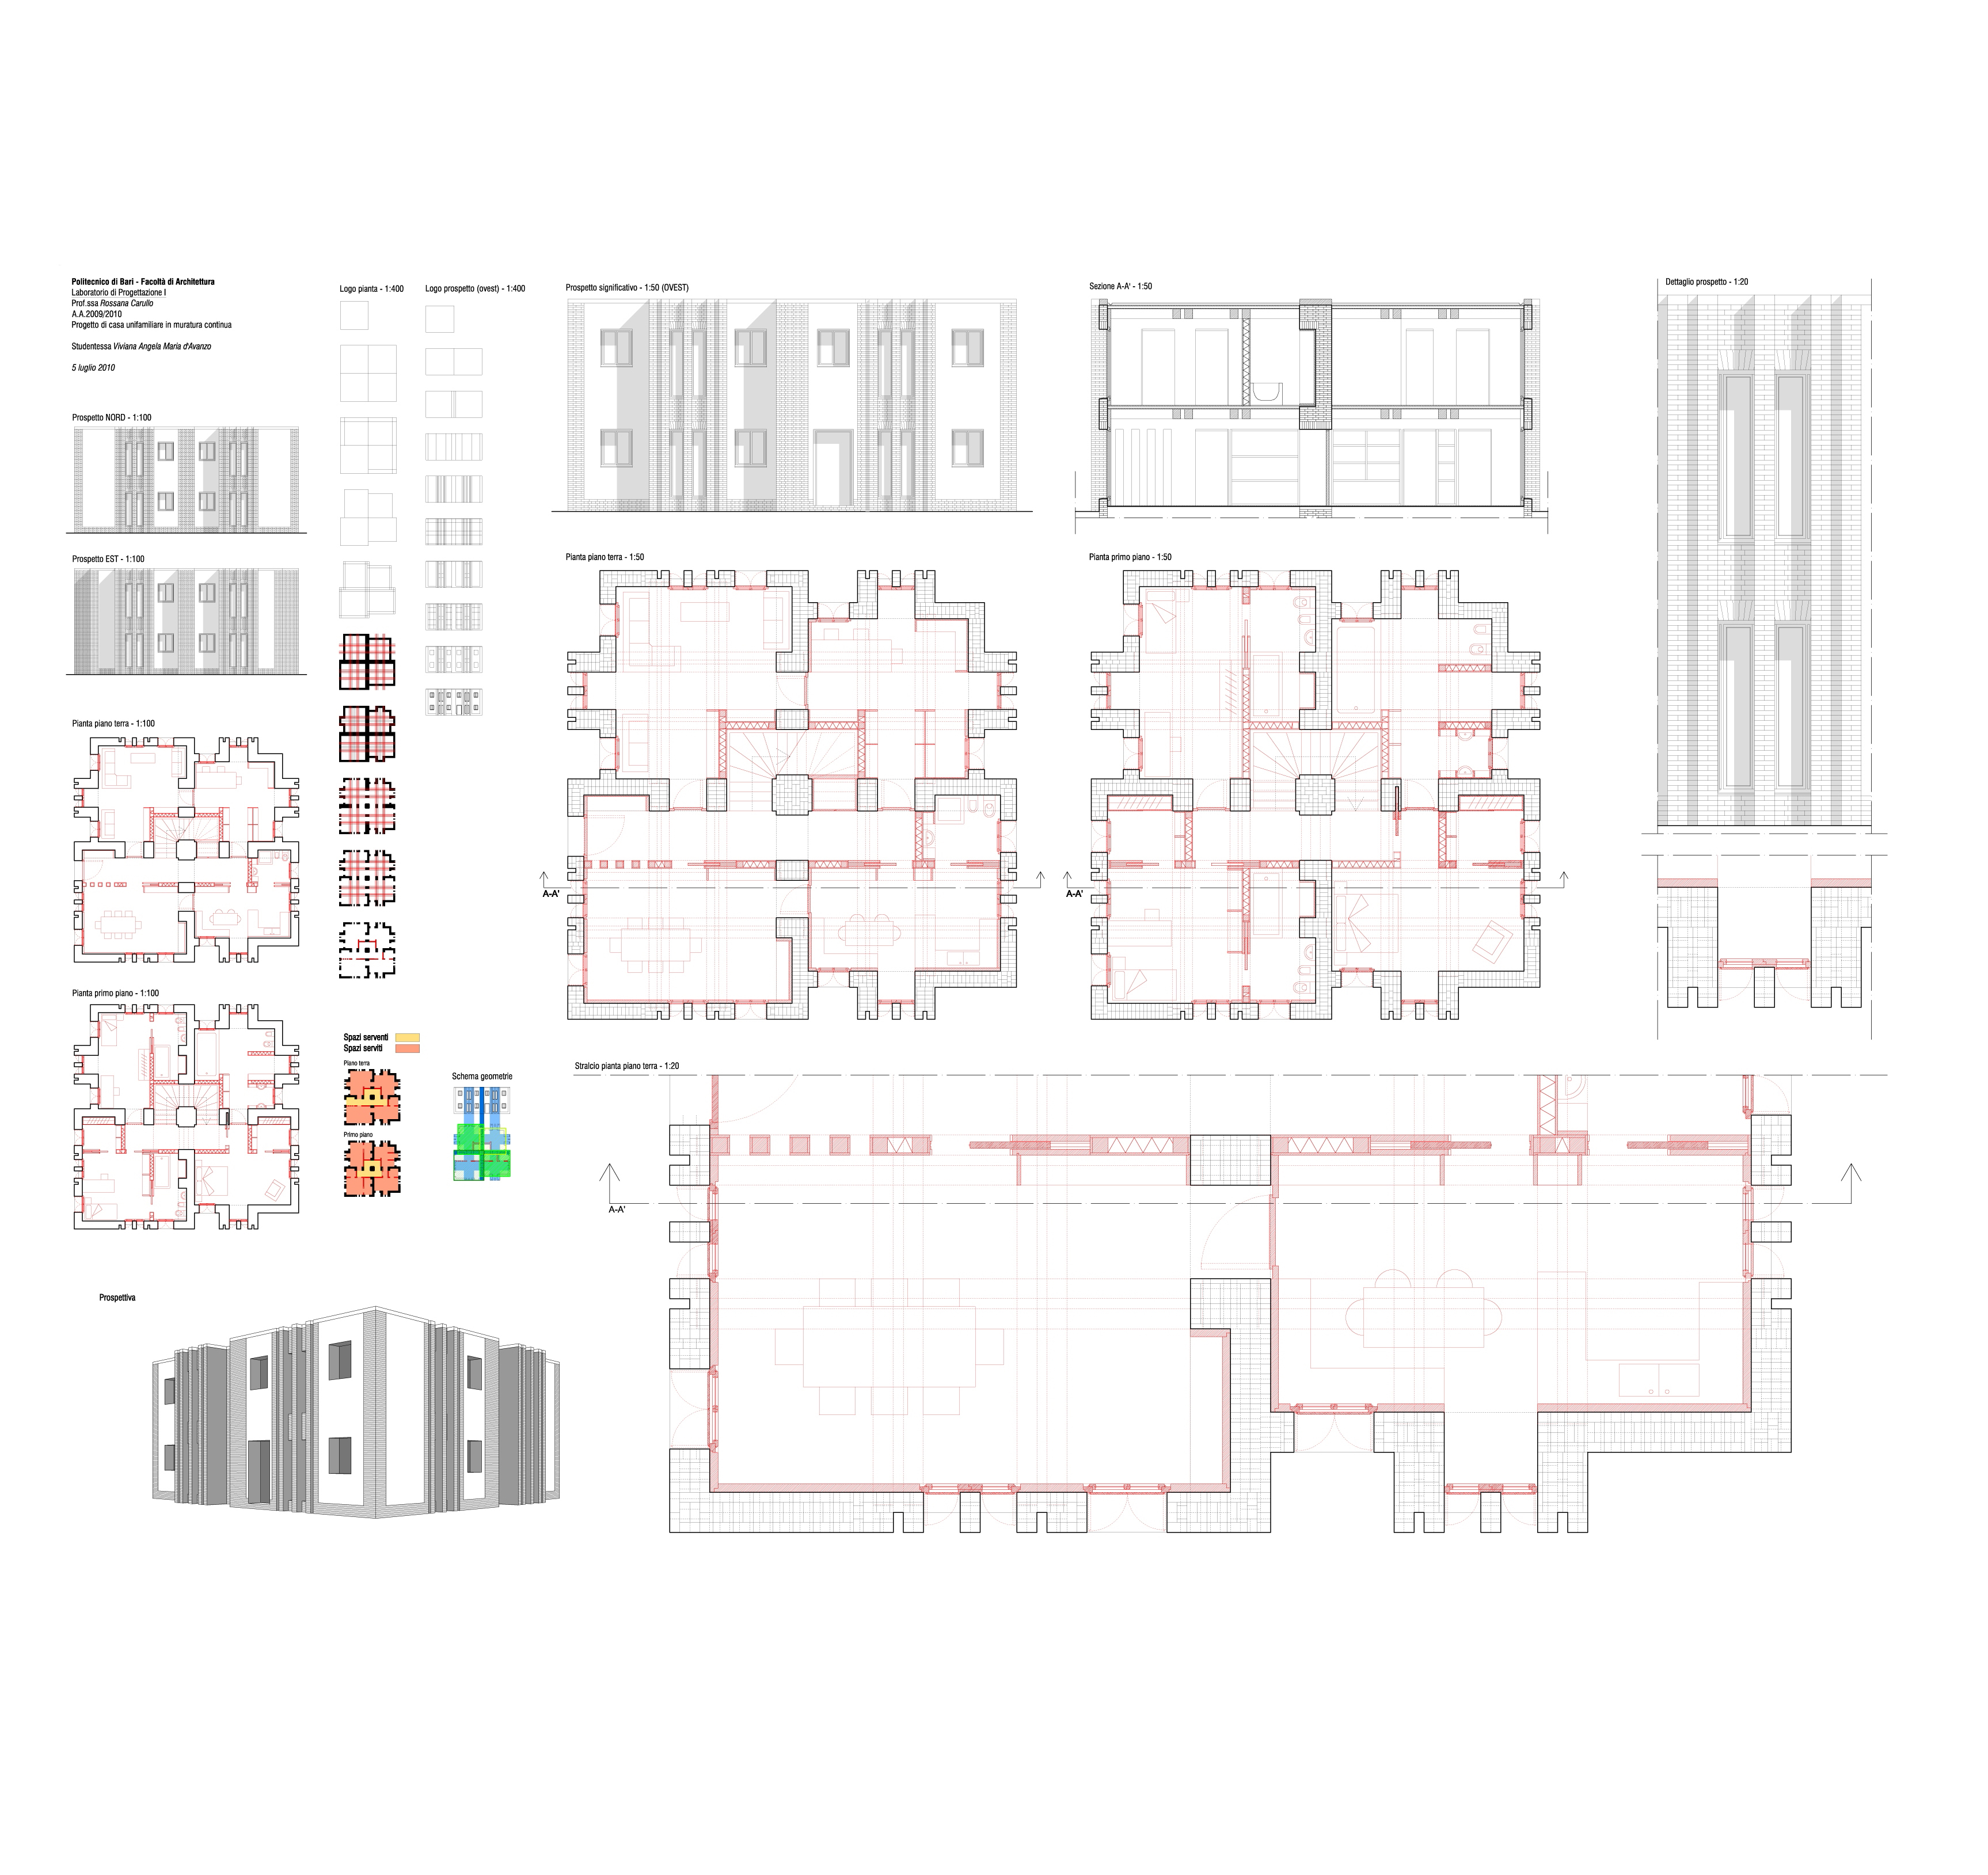 Politecnico di Bari - Facoltà di Architettura
Laboratorio di Progettazione I
Prof.ssa Rossana Carullo
A.A.2009/2010
Progetto di casa unifamiliare in muratura continua
Studentessa Viviana Angela Maria d'Avanzo
5 luglio 2010
Prospetto NORD - 1:100
Prospetto EST - 1:100
Pianta piano terra - 1:100
Pianta primo piano - 1:100
Prospettiva
Logo pianta - 1:400
Logo prospetto (ovest) - 1:400
Spazi serventi
Spazi serviti
Piano terra
Primo piano
Schema geometrie
Prospetto significativo - 1:50 (OVEST)
Sezione A-A' - 1:50
Pianta piano terra - 1:50
A-A'
Pianta primo piano - 1:50
A-A'
Stralcio pianta piano terra - 1:20
A-A'
Dettaglio prospetto - 1:20